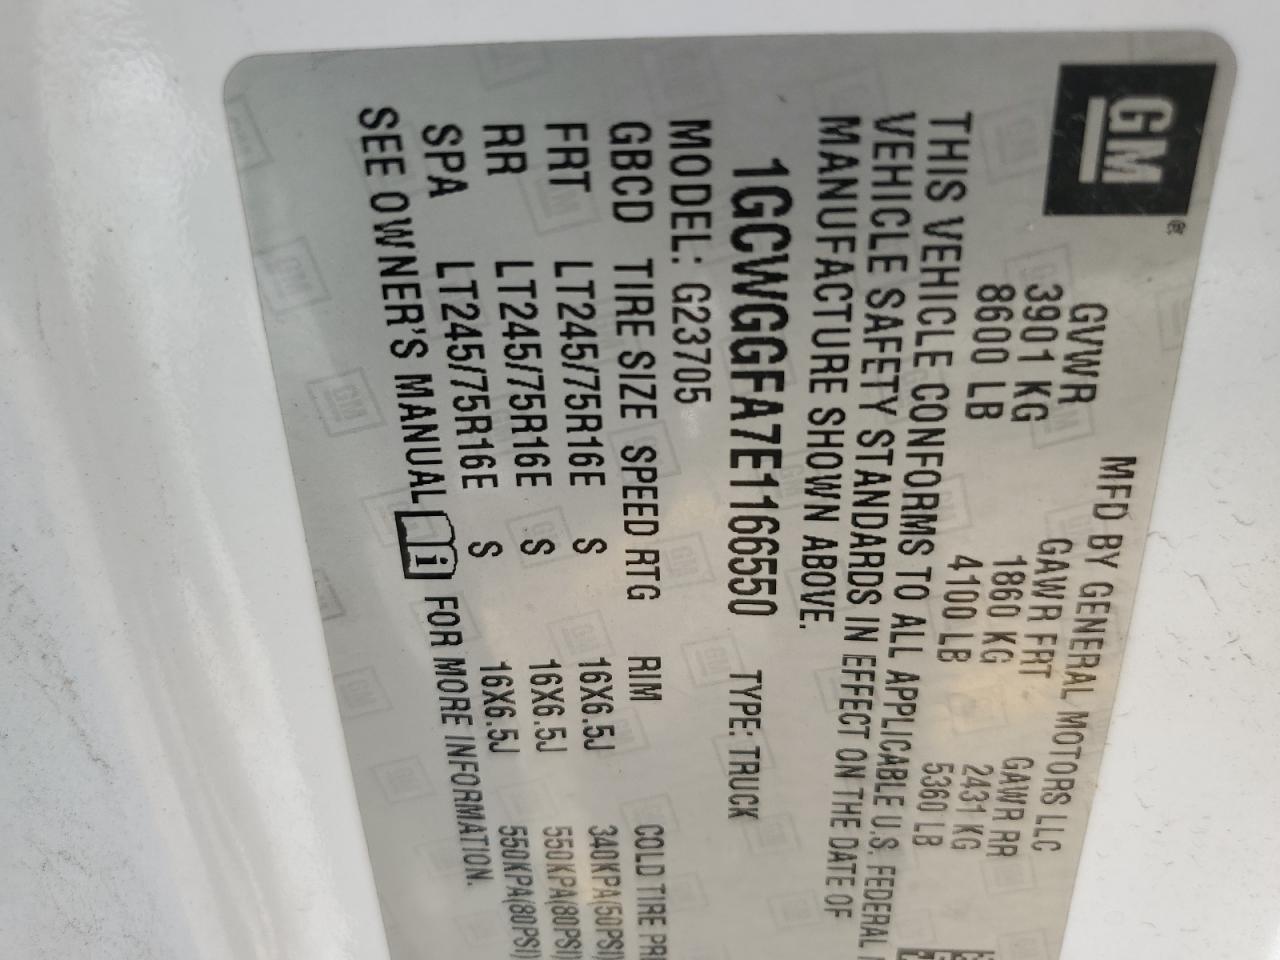 GM
MFD BY GENERAL MOTORS LLC
GVWR GAWR FRT GAWR RR
3901 KG 1860 KG 2431 KG
8600 LB 4100 LB 5360 LB
THIS VEHICLE CONFORMS TO ALL APPLICABLE U.S. FEDERAL
VEHICLE SAFETY STANDARDS IN EFFECT ON THE DATE OF
MANUFACTURE SHOWN ABOVE.
1GCWGGFA7E1166550 TYPE: TRUCK
MODEL: G23705
GBCD TIRE SIZE SPEED RTG RIM COLD TIRE
FRT LT245/75R16E S 16X6.5J 340KPA(50PSI)
RR LT245/75R16E S 16X6.5J 550KPA(80PSI)
SPA LT245/75R16E S 16X6.5J 550KPA(80PSI)
SEE OWNER'S MANUAL i FOR MORE INFORMATION.